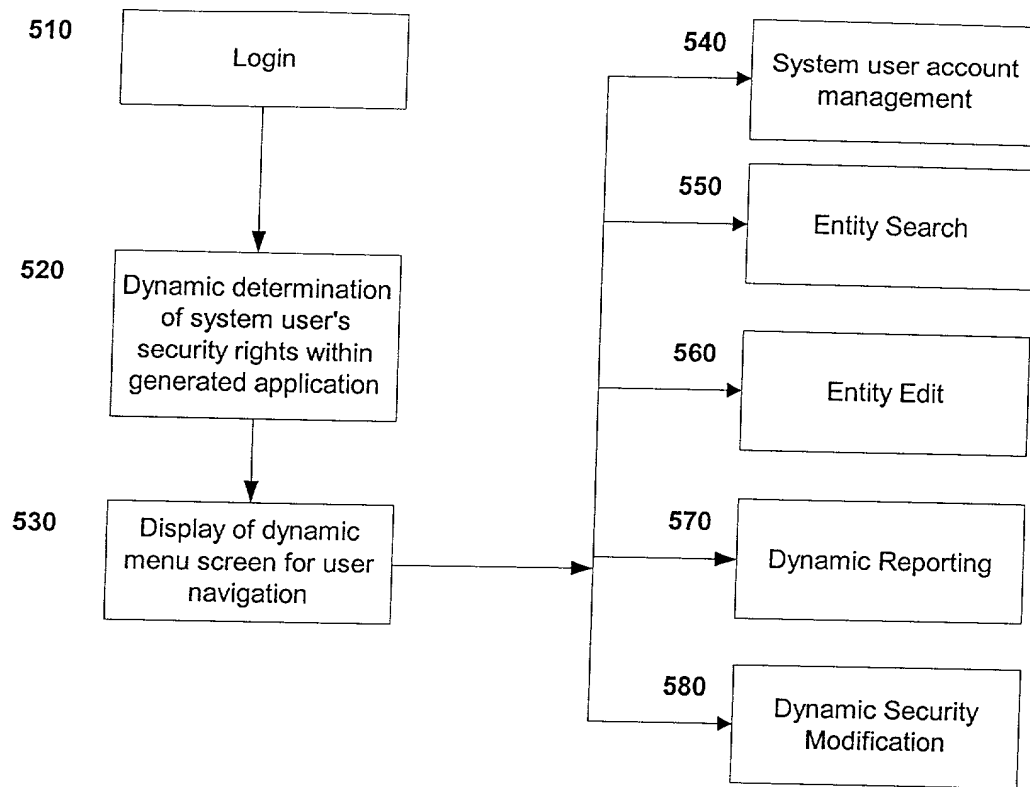 510
Login
520
Dynamic determination
of system user's
security rights within
generated application
530
Display of dynamic
menu screen for user
navigation
540
System user account
management
550
Entity Search
560
Entity Edit
570
Dynamic Reporting
580
Dynamic Security
Modification